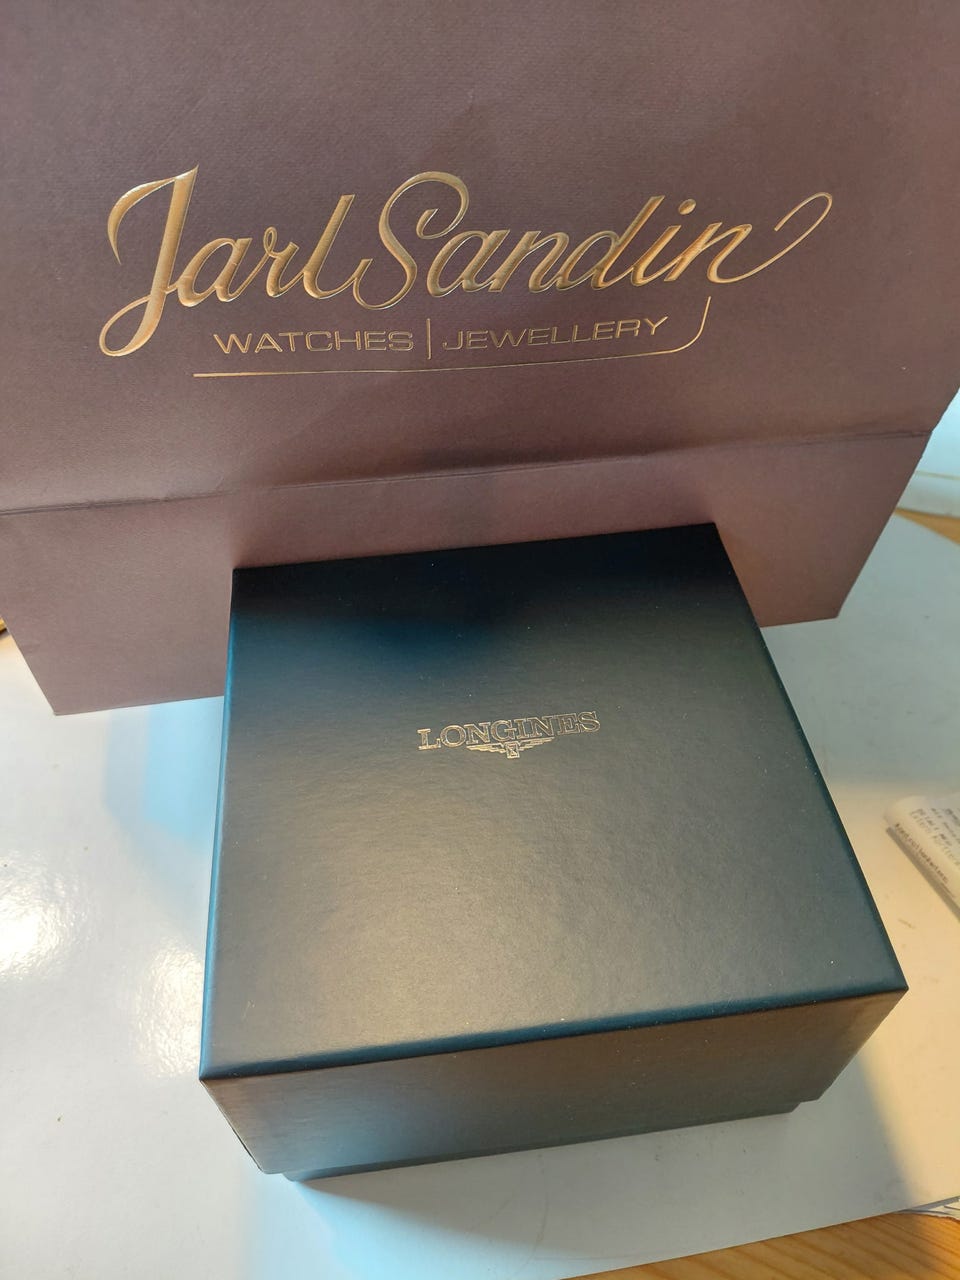 Jarl Sandin
WATCHES | JEWELLERY
LONGINES